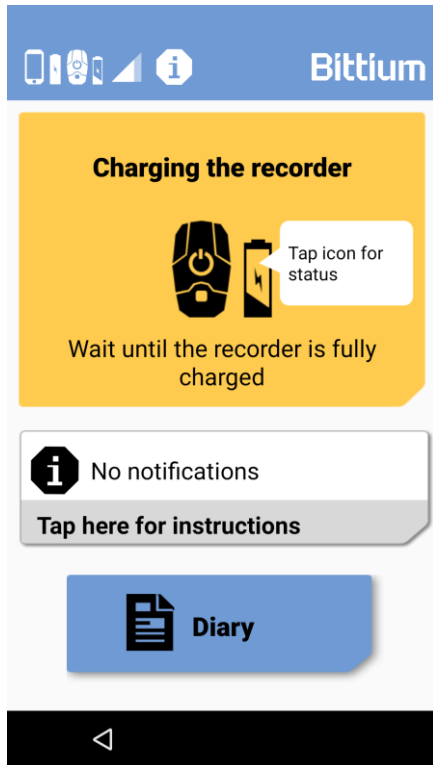 Bittium
Charging the recorder
Tap icon for
status
Wait until the recorder is fully
charged
No notifications
Tap here for instructions
Diary